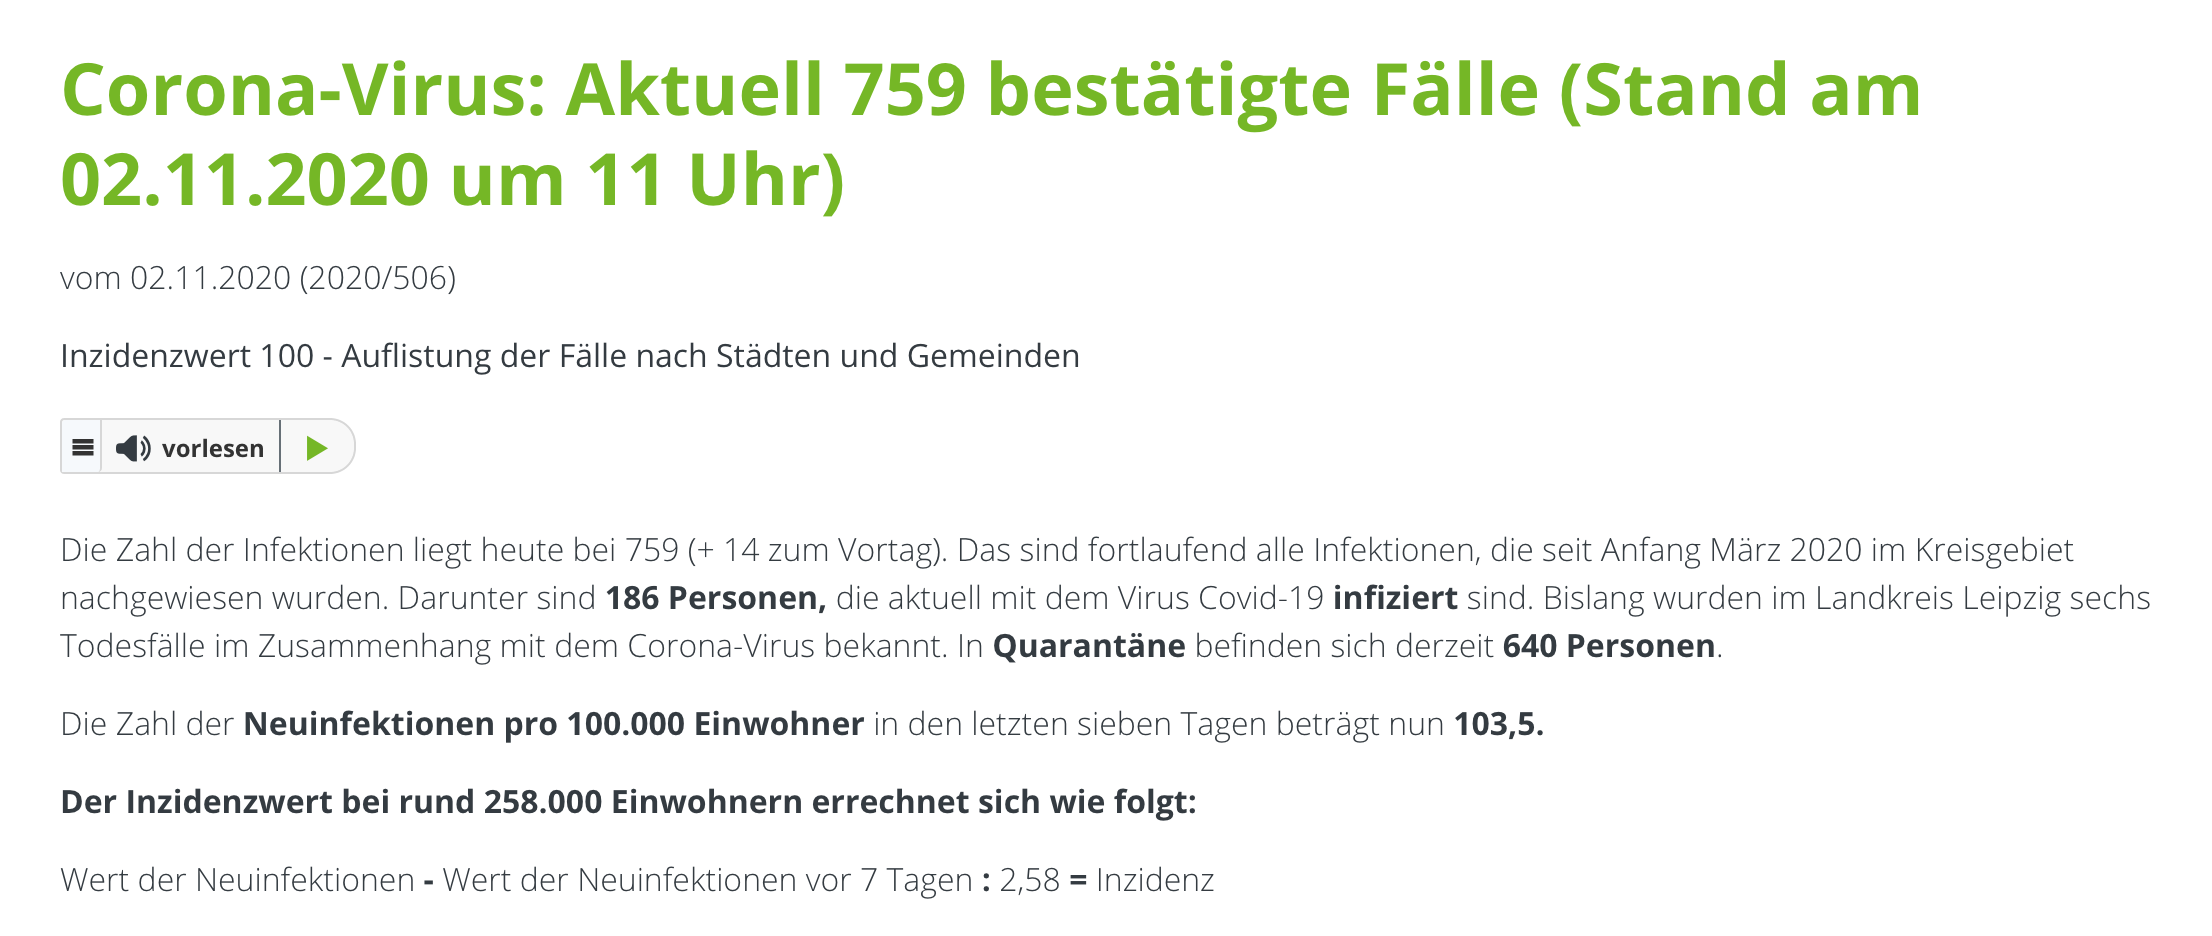 Corona-Virus: Aktuell 759 bestätigte Fälle (Stand am
02.11.2020 um 11 Uhr)
vom 02.11.2020 (2020/506)
Inzidenzwert 100 - Auflistung der Fälle nach Städten und Gemeinden
vorlesen
Die Zahl der Infektionen liegt heute bei 759 (+ 14 zum Vortag). Das sind fortlaufend alle Infektionen, die seit Anfang März 2020 im Kreisgebiet
nachgewiesen wurden. Darunter sind 186 Personen, die aktuell mit dem Virus Covid-19 infiziert sind. Bislang wurden im Landkreis Leipzig sechs
Todesfälle im Zusammenhang mit dem Corona-Virus bekannt. In Quarantäne befinden sich derzeit 640 Personen.
Die Zahl der Neuinfektionen pro 100.000 Einwohner in den letzten sieben Tagen beträgt nun 103,5.
Der Inzidenzwert bei rund 258.000 Einwohnern errechnet sich wie folgt:
Wert der Neuinfektionen - Wert der Neuinfektionen vor 7 Tagen : 2,58 = Inzidenz